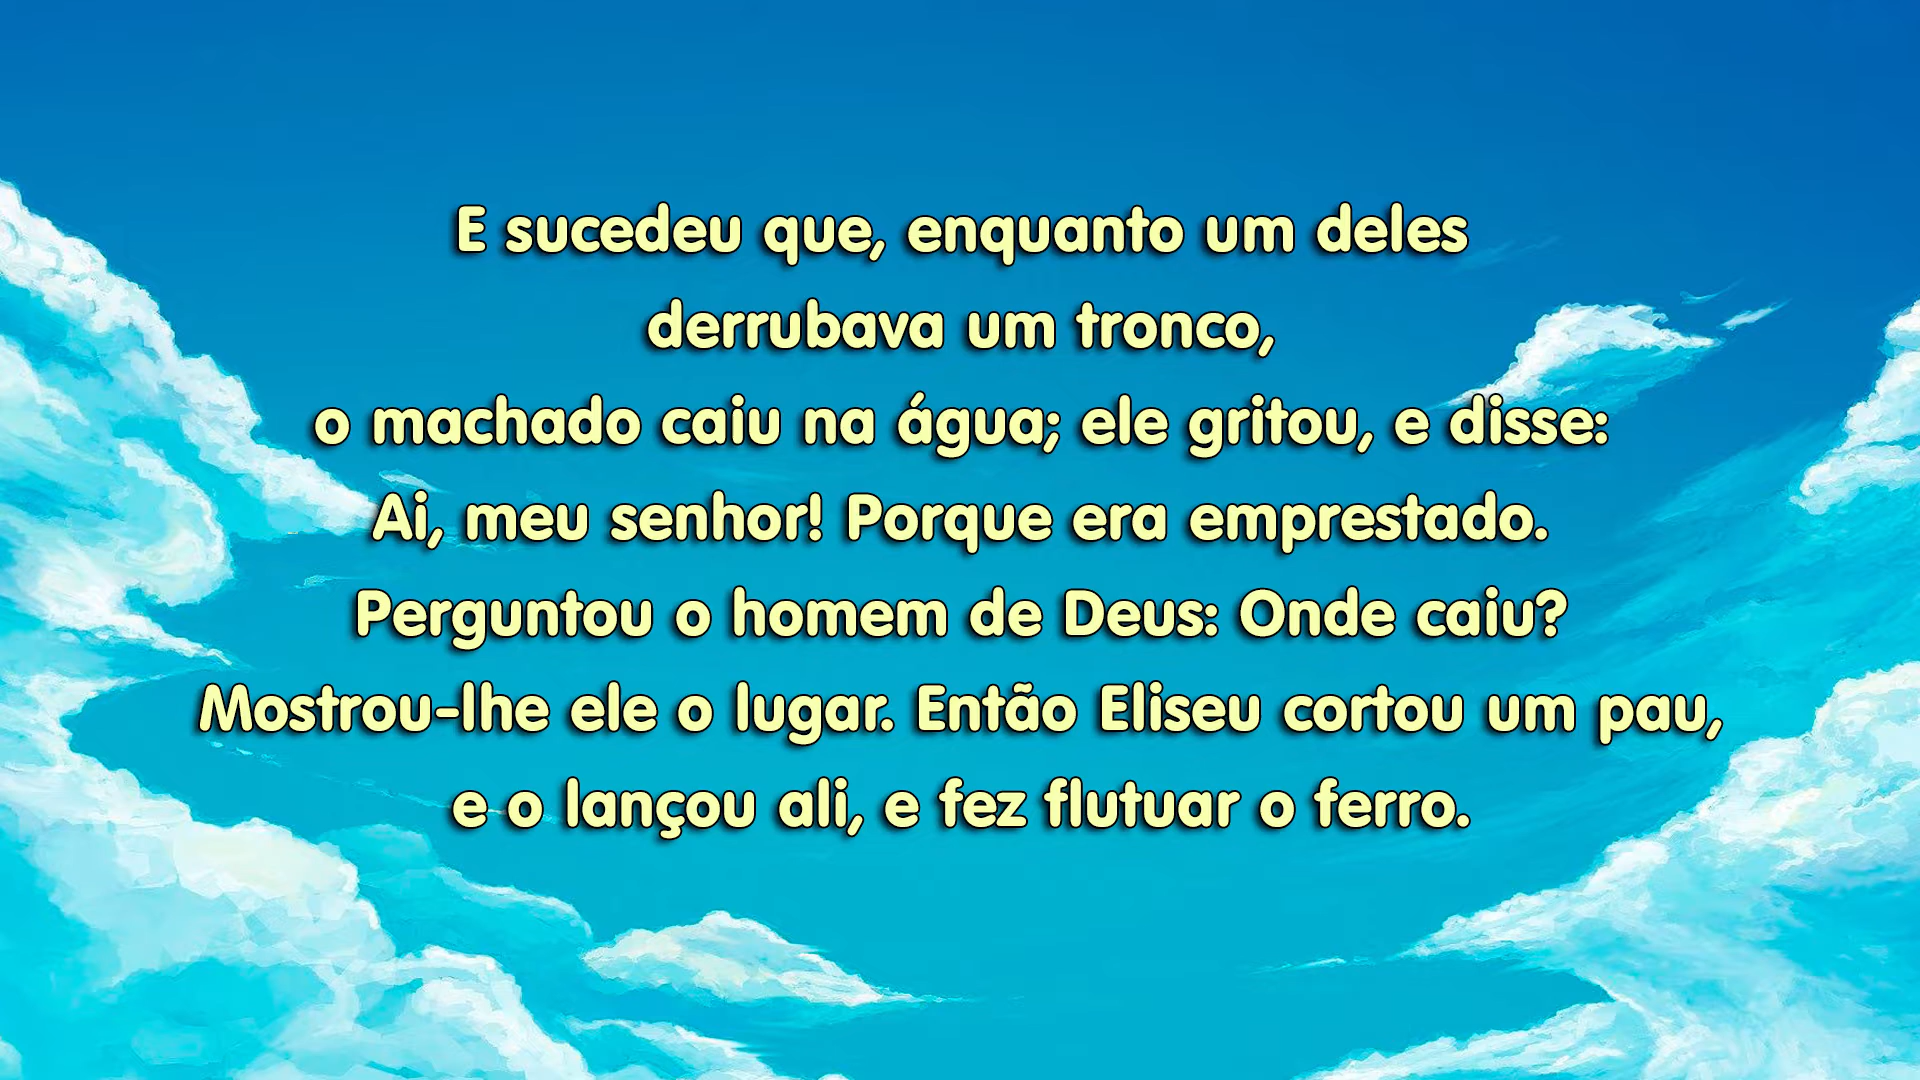 E sucedeu que, enquanto um deles
derrubava um tronco,
o machado caiu na água; ele gritou, e disse:
Ai, meu senhor! Porque era emprestado.
Perguntou o homem de Deus: Onde caiu?
Mostrou-lhe ele o lugar. Então Eliseu cortou um pau,
e o lançou ali, e fez flutuar o ferro.